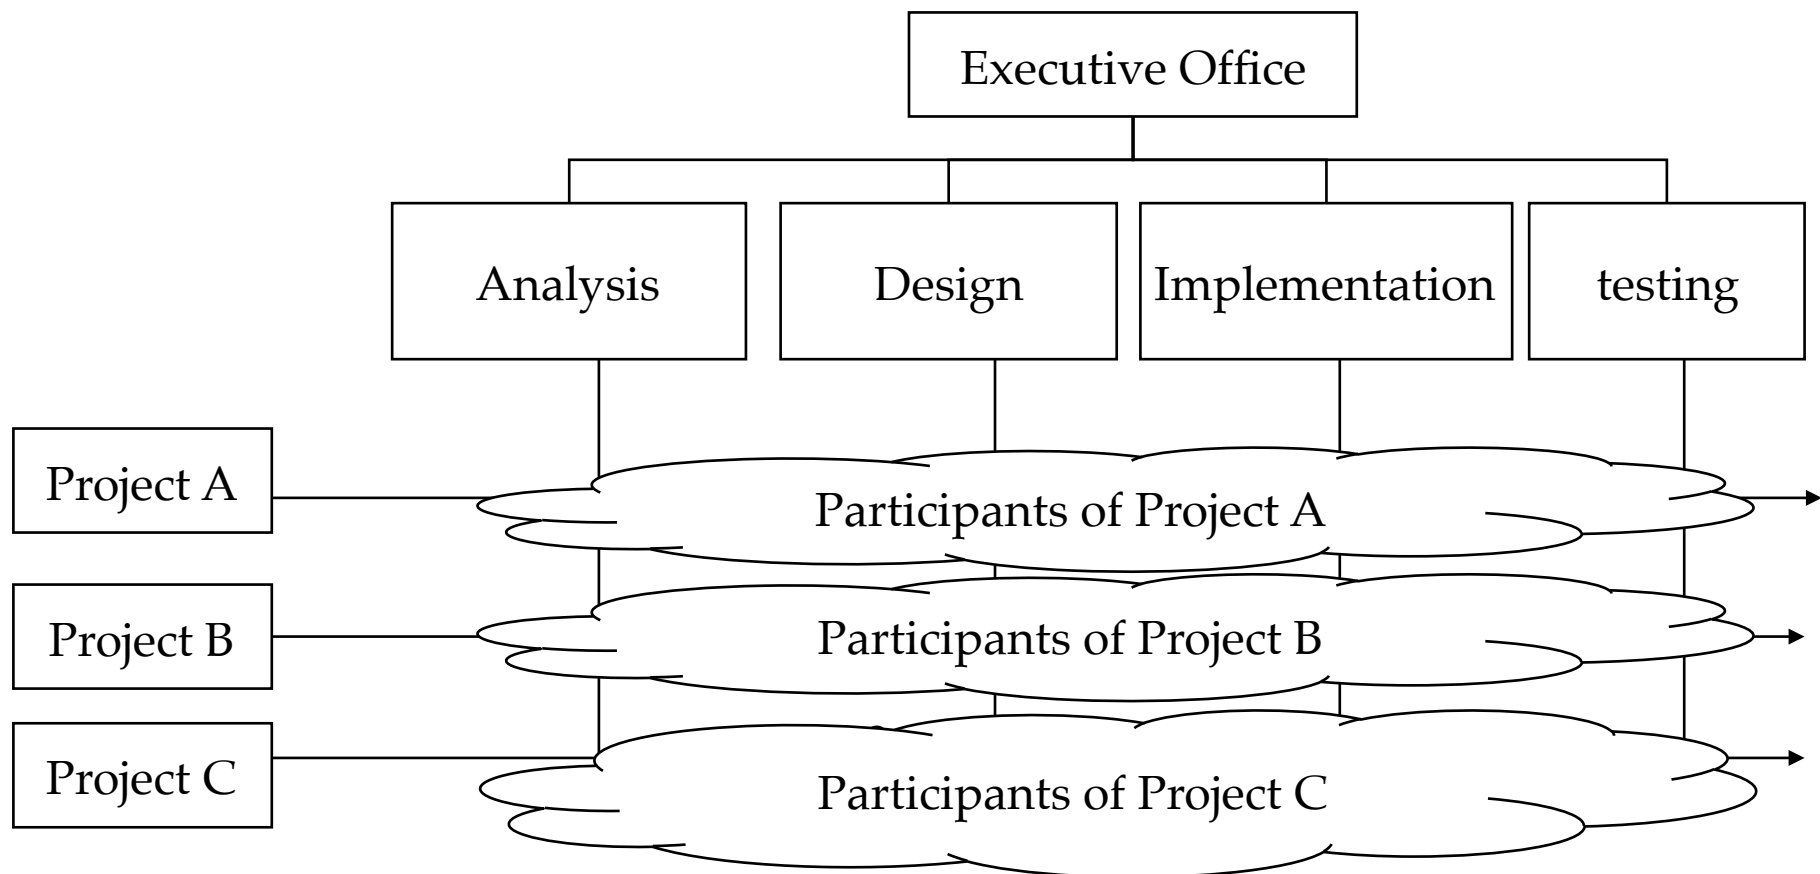 Executive Office
Analysis
Design
Implementation
testing
Project A
Participants of Project A
Project B
Participants of Project B
Project C
Participants of Project C